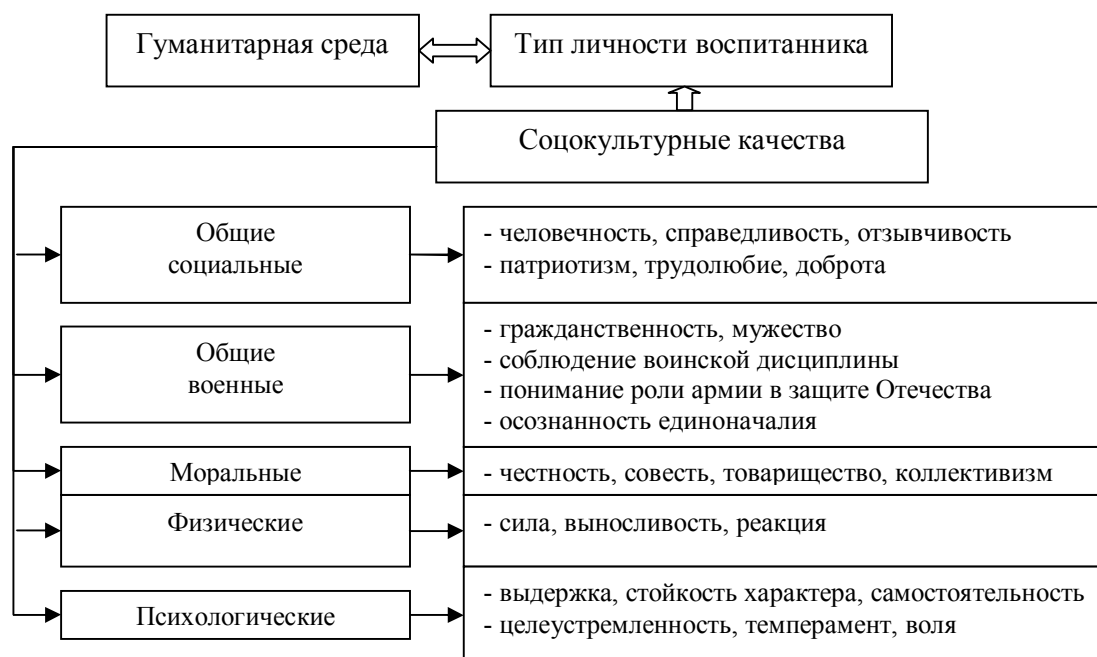 Гуманитарная среда
Тип личности воспитанника
Соцокультурные качества
Общие
социальные
- человечность, справедливость, отзывчивость
- патриотизм, трудолюбие, доброта
Общие
военные
- гражданственность, мужество
- соблюдение воинской дисциплины
- понимание роли армии в защите Отечества
- осознанность единоначалия
Моральные
- честность, совесть, товарищество, коллективизм
Физические
- сила, выносливость, реакция
Психологические
- выдержка, стойкость характера, самостоятельность
- целеустремленность, темперамент, воля